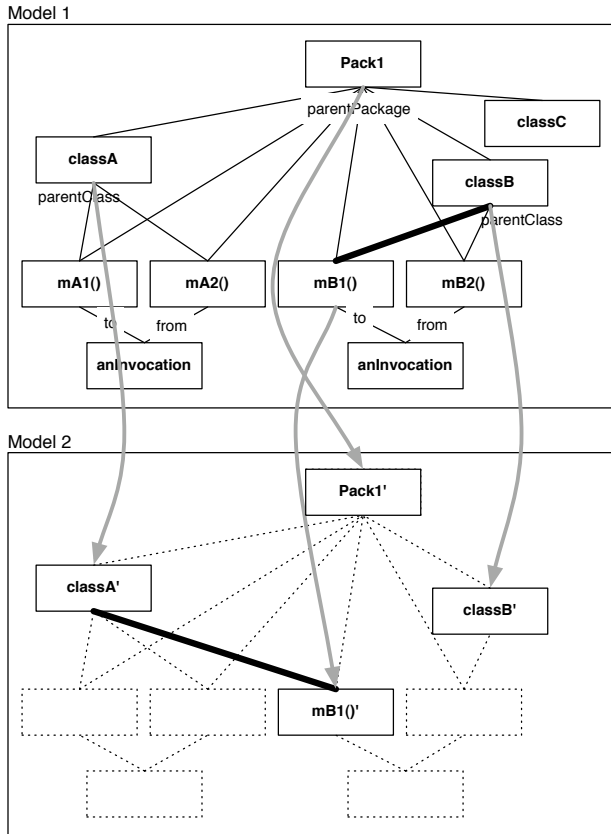 Model 1
Pack1
parentPackage
classC
classA
classB
parentClass
parentClass
mA1()
mA2()
mB1()
mB2()
to
from
to
from
anInvocation
anInvocation
Model 2
Pack1'
classA'
classB'
mB1()'